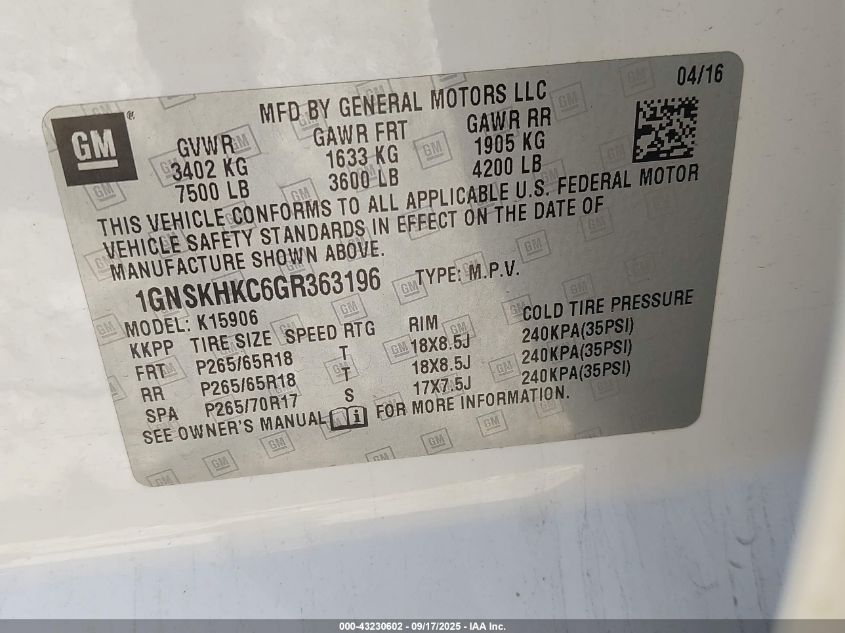 04/16
GM ®
MFD BY GENERAL MOTORS LLC
GVWR GAWR FRT GAWR RR
3402 KG 1633 KG 1905 KG
7500 LB 3600 LB 4200 LB
THIS VEHICLE CONFORMS TO ALL APPLICABLE U.S. FEDERAL MOTOR
VEHICLE SAFETY STANDARDS IN EFFECT ON THE DATE OF
MANUFACTURE SHOWN ABOVE.
1GNSKHKC6GR363196 TYPE: M.P.V.
MODEL: K15906
KKPP TIRE SIZE SPEED RTG RIM COLD TIRE PRESSURE
FRT P265/65R18 T 18X8.5J 240KPA(35PSI)
RR P265/65R18 T 18X8.5J 240KPA(35PSI)
SPA P265/70R17 S 17X7.5J 240KPA(35PSI)
SEE OWNER'S MANUAL i FOR MORE INFORMATION.
000-43230602 - 09/17/2025 - IAA Inc.